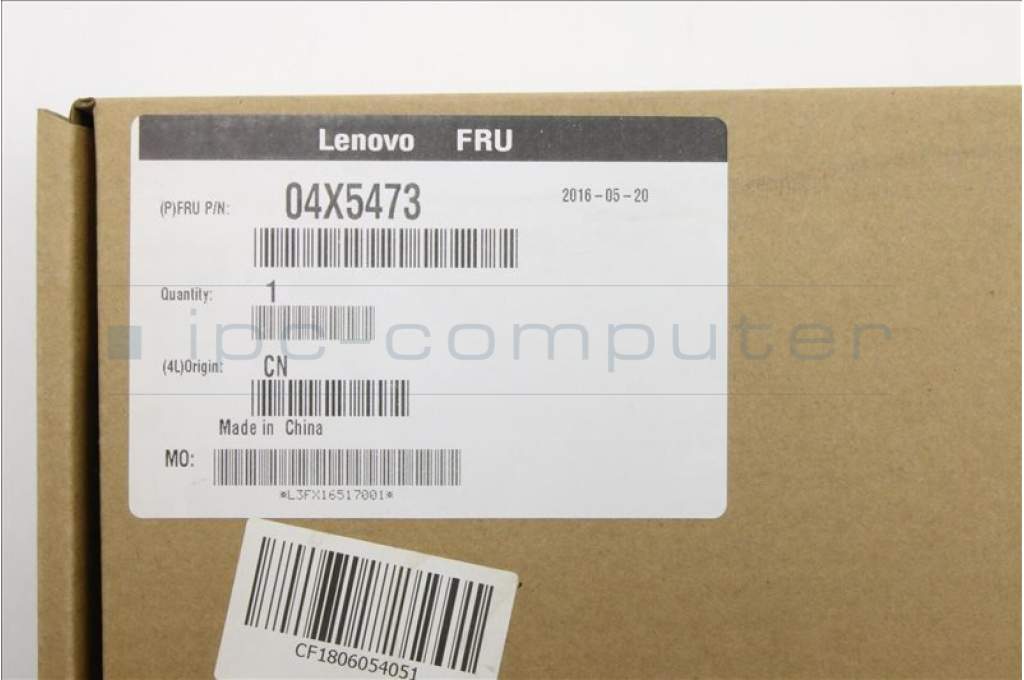 Lenovo FRU
(P)FRU P/N: 04X5473 2016-05-20
Quantity: 1
ipc computer
(4L)Origin: CN
Made in China
MO:
*L3FX16517001*
CF1806054051